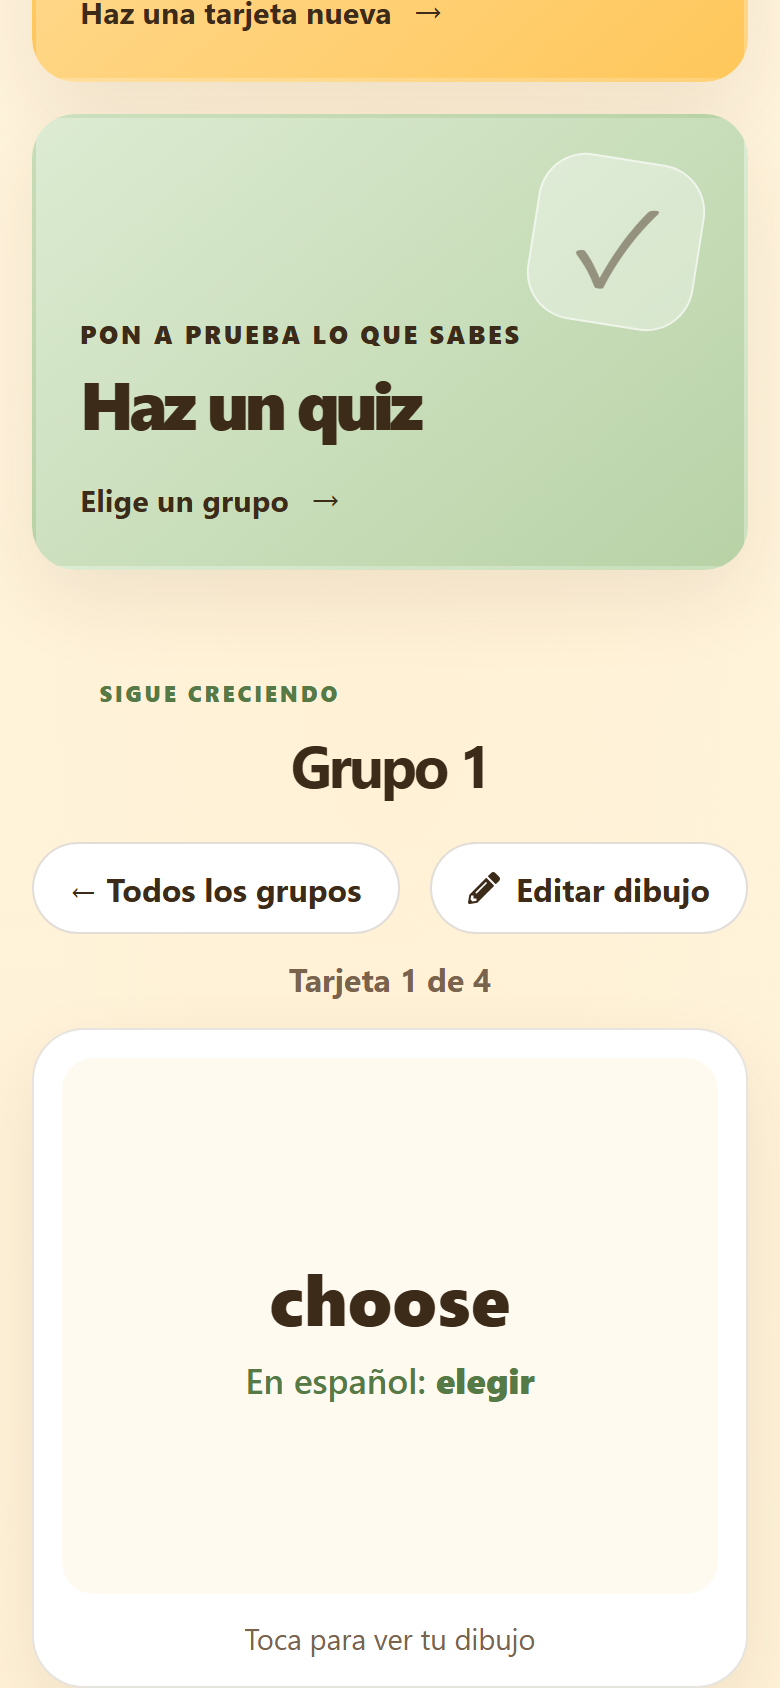 Haz una tarjeta nueva →
PON A PRUEBA LO QUE SABES
Haz un quiz
Elige un grupo →
SIGUE CRECIENDO
Grupo 1
← Todos los grupos
Editar dibujo
Tarjeta 1 de 4
choose
En español: elegir
Toca para ver tu dibujo